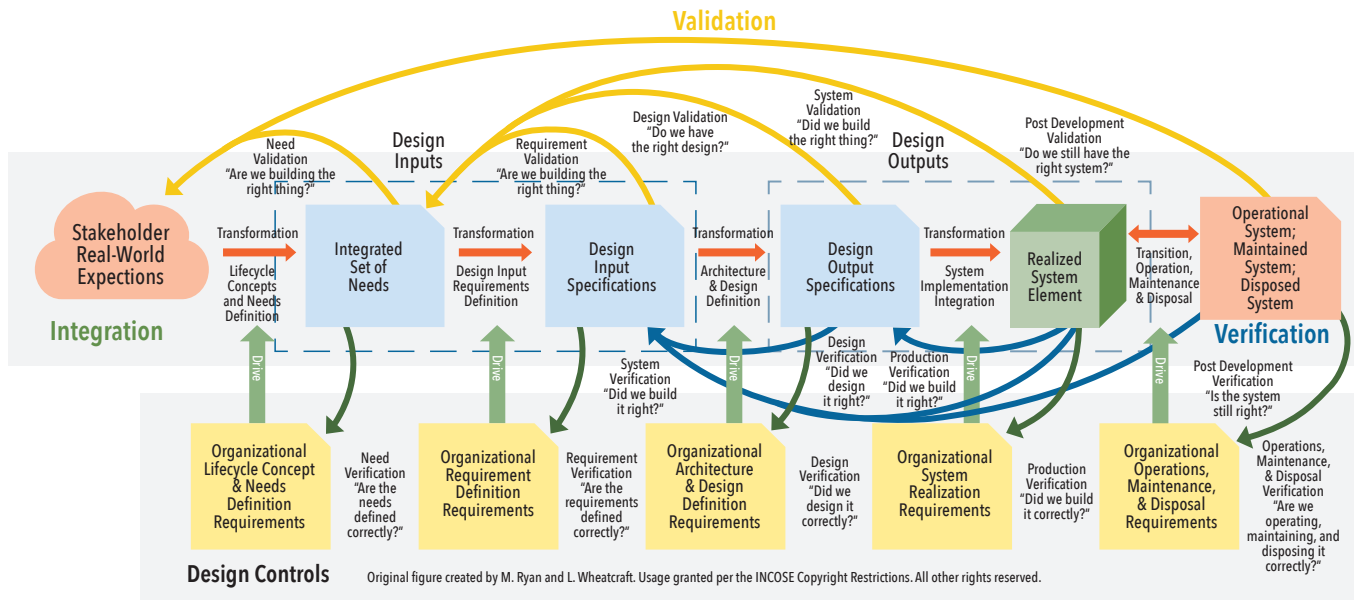 Validation
Need
Validation
“Are we building the
right thing?“
Design
Inputs
Requirement
Validation
“Are we building the
right thing?“
Design Validation
“Do we have
the right design?“
System
Validation
“Did we build
the right thing?“
Design
Outputs
Post Development
Validation
“Do we still have the
right system?“
Stakeholder
Real-World
Expections
Transformation
Lifecycle
Concepts
and Needs
Definition
Integrated
Set of
Needs
Transformation
Design Input
Requirements
Definition
Design
Input
Specifications
Transformation
Architecture
& Design
Definition
Design
Output
Specifications
Transformation
System
Implementation
Integration
Realized
System
Element
Transition,
Operation,
Maintenance
& Disposal
Operational
System;
Maintained
System;
Disposed
System
Integration
Verification
Drive
Drive
Drive
Drive
Drive
System
Verification
“Did we build
it right?“
Design
Verification
“Did we
design
it right?“
Production
Verification
“Did we build
it right?“
Post Development
Verification
“Is the system
still right?“
Organizational
Lifecycle Concept
& Needs
Definition
Requirements
Need
Verification
“Are the
needs
defined
correctly?“
Organizational
Requirement
Definition
Requirements
Requirement
Verification
“Are the
requirements
defined
correctly?“
Organizational
Architecture
& Design
Definition
Requirements
Design
Verification
“Did we
design it
correctly?“
Organizational
System
Realization
Requirements
Production
Verification
“Did we build
it correctly?“
Organizational
Operations,
Maintenance,
& Disposal
Requirements
Operations,
Maintenance,
& Disposal
Verification
“Are we
operating,
maintaining, and
disposing it
correctly?“
Design Controls
Original figure created by M. Ryan and L. Wheatcraft. Usage granted per the INCOSE Copyright Restrictions. All other rights reserved.